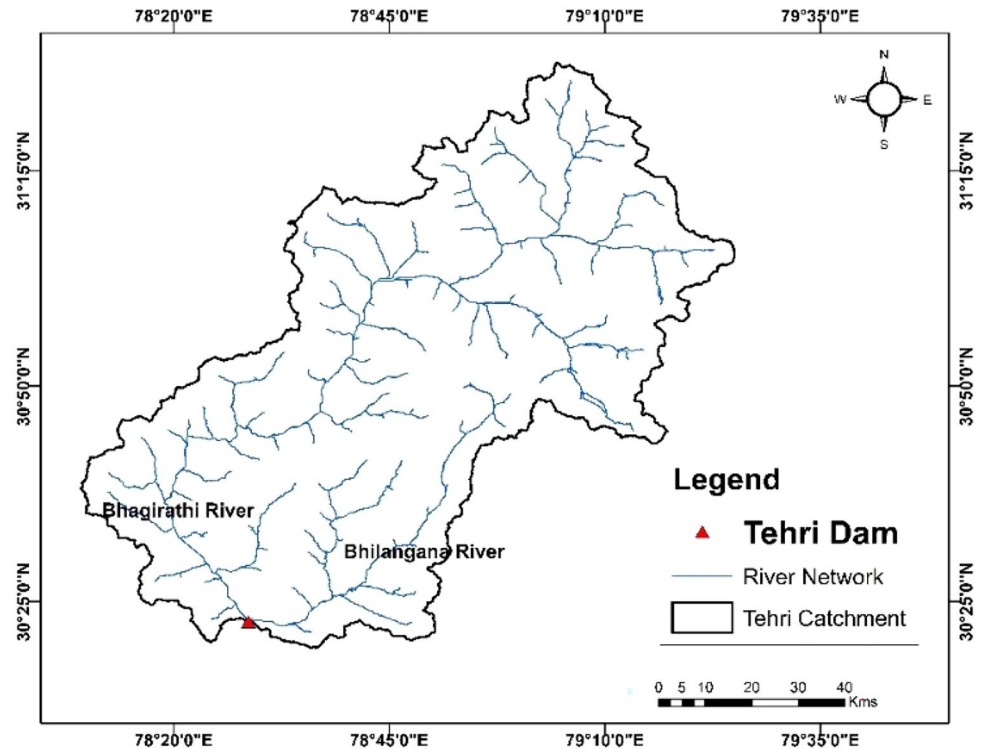 78°20'0"E 78°45'0"E 79°10'0"E 79°35'0"E
N
W E
S
31°15'0"N 31°15'0"N
30°50'0"N 30°50'0"N
Legend
Bhagirathi River
Tehri Dam
Bhilangana River
River Network
30°25'0"N 30°25'0"N
Tehri Catchment
0 5 10 20 30 40
Kms
78°20'0"E 78°45'0"E 79°10'0"E 79°35'0"E